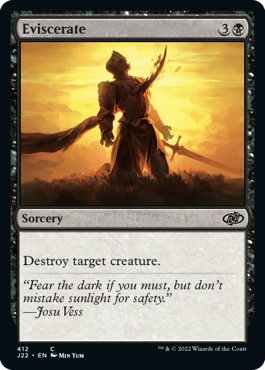 Eviscerate 3
Sorcery
Destroy target creature.
“Fear the dark if you must, but don’t
mistake sunlight for safety.”
—Josu Vess
412 C
J22 • EN MIN YUM
™ & © 2022 Wizards of the Coast